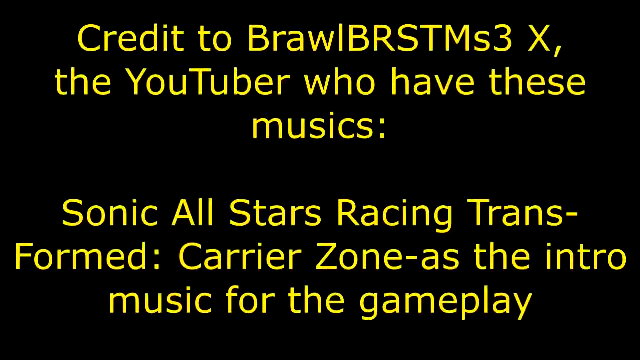 Credit to BrawlBRSTMs3 X,
the YouTuber who have these
musics:
Sonic All Stars Racing Trans-
Formed: Carrier Zone-as the intro
music for the gameplay